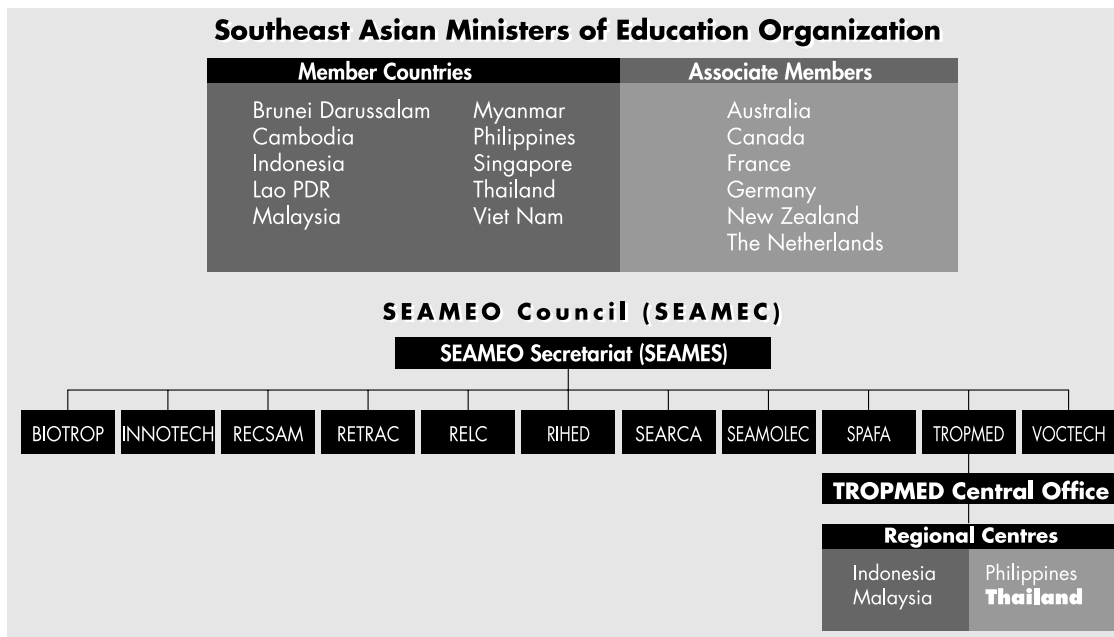 Southeast Asian Ministers of Education Organization
Member Countries
Brunei Darussalam
Cambodia
Indonesia
Lao PDR
Malaysia
Myanmar
Philippines
Singapore
Thailand
Viet Nam
Associate Members
Australia
Canada
France
Germany
New Zealand
The Netherlands
SEAMEO Council (SEAMEC)
SEAMEO Secretariat (SEAMES)
BIOTROP
INNOTECH
RECSAM
RETRAC
RELC
RIHED
SEARCA
SEAMOLEC
SPAFA
TROPMED
VOCTECH
TROPMED Central Office
Regional Centres
Indonesia
Malaysia
Philippines
Thailand